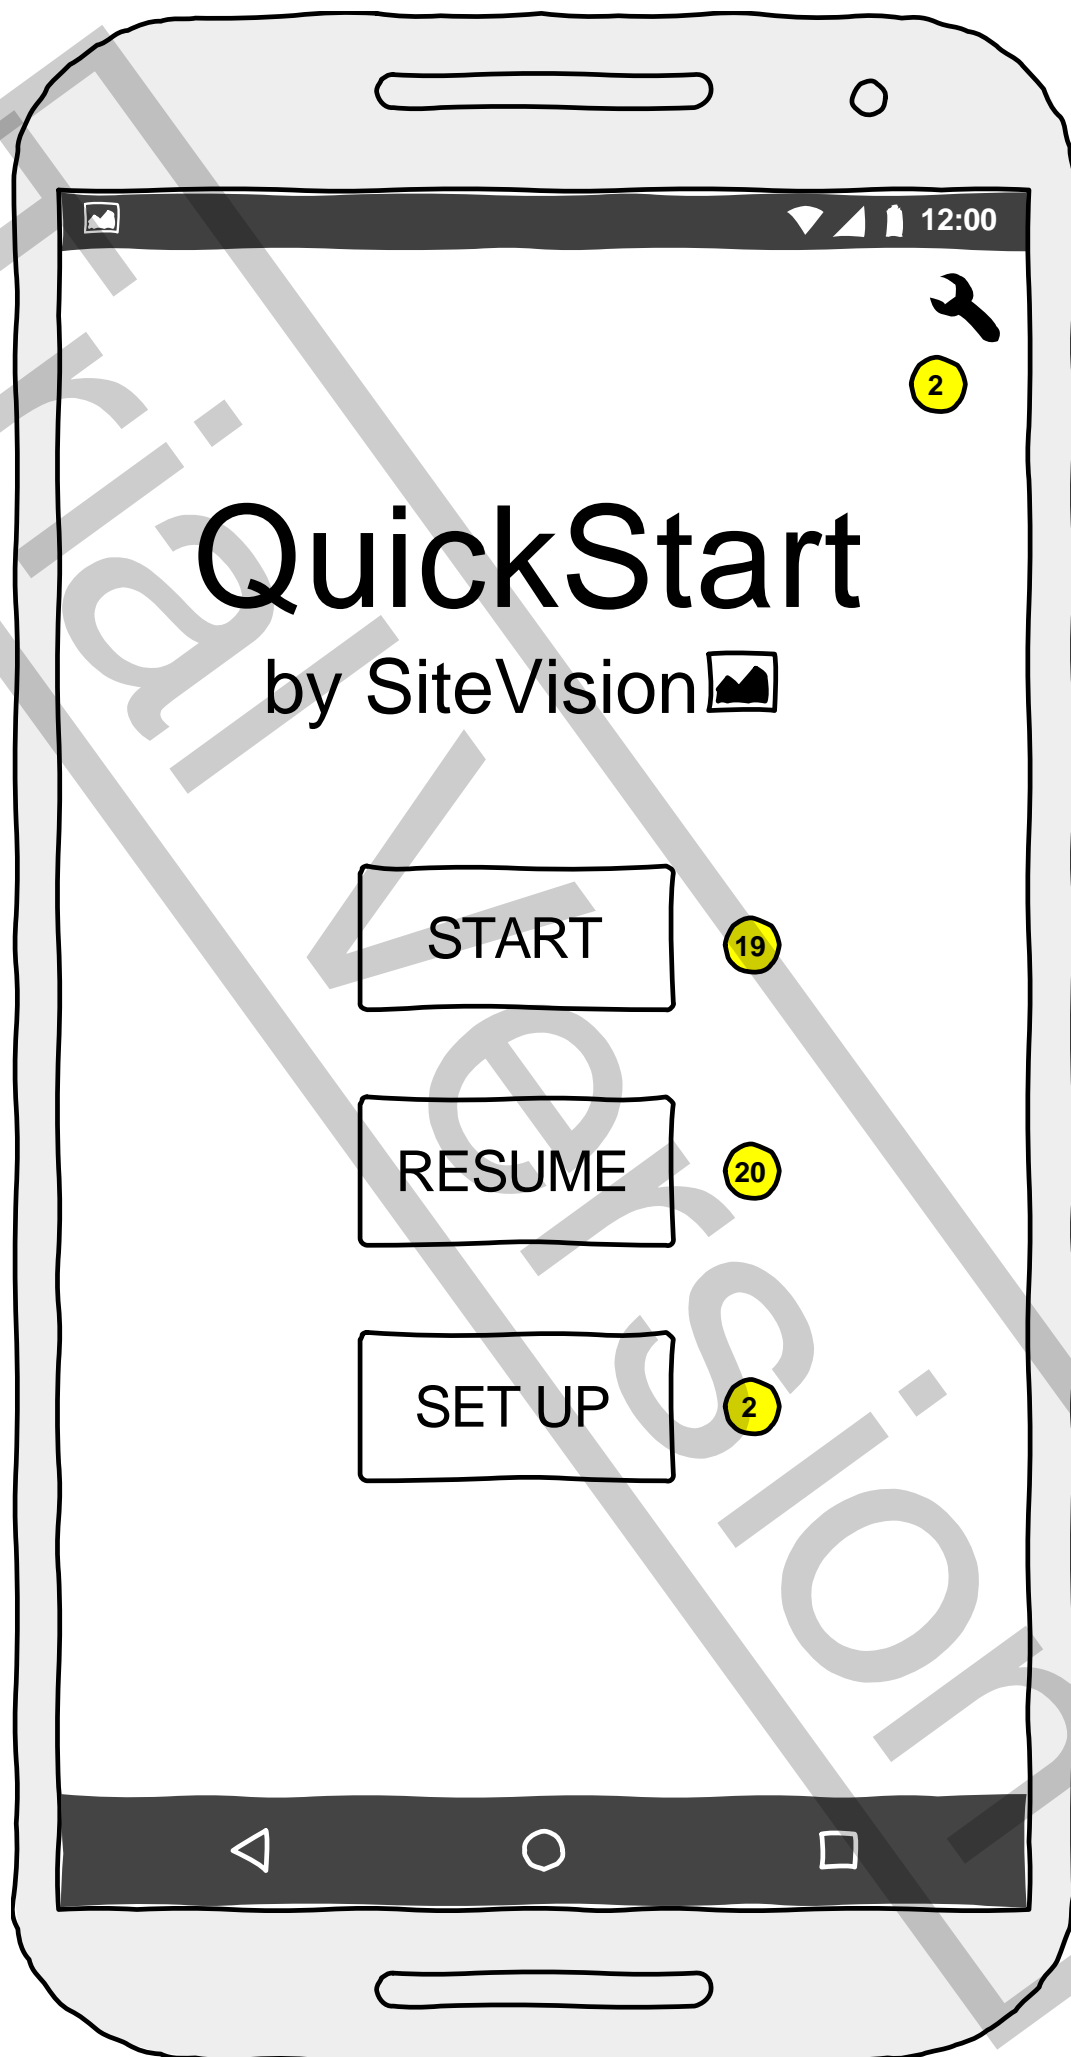 12:00
2
QuickStart
by SiteVision
START
19
RESUME
20
SET UP
2
Trial Version